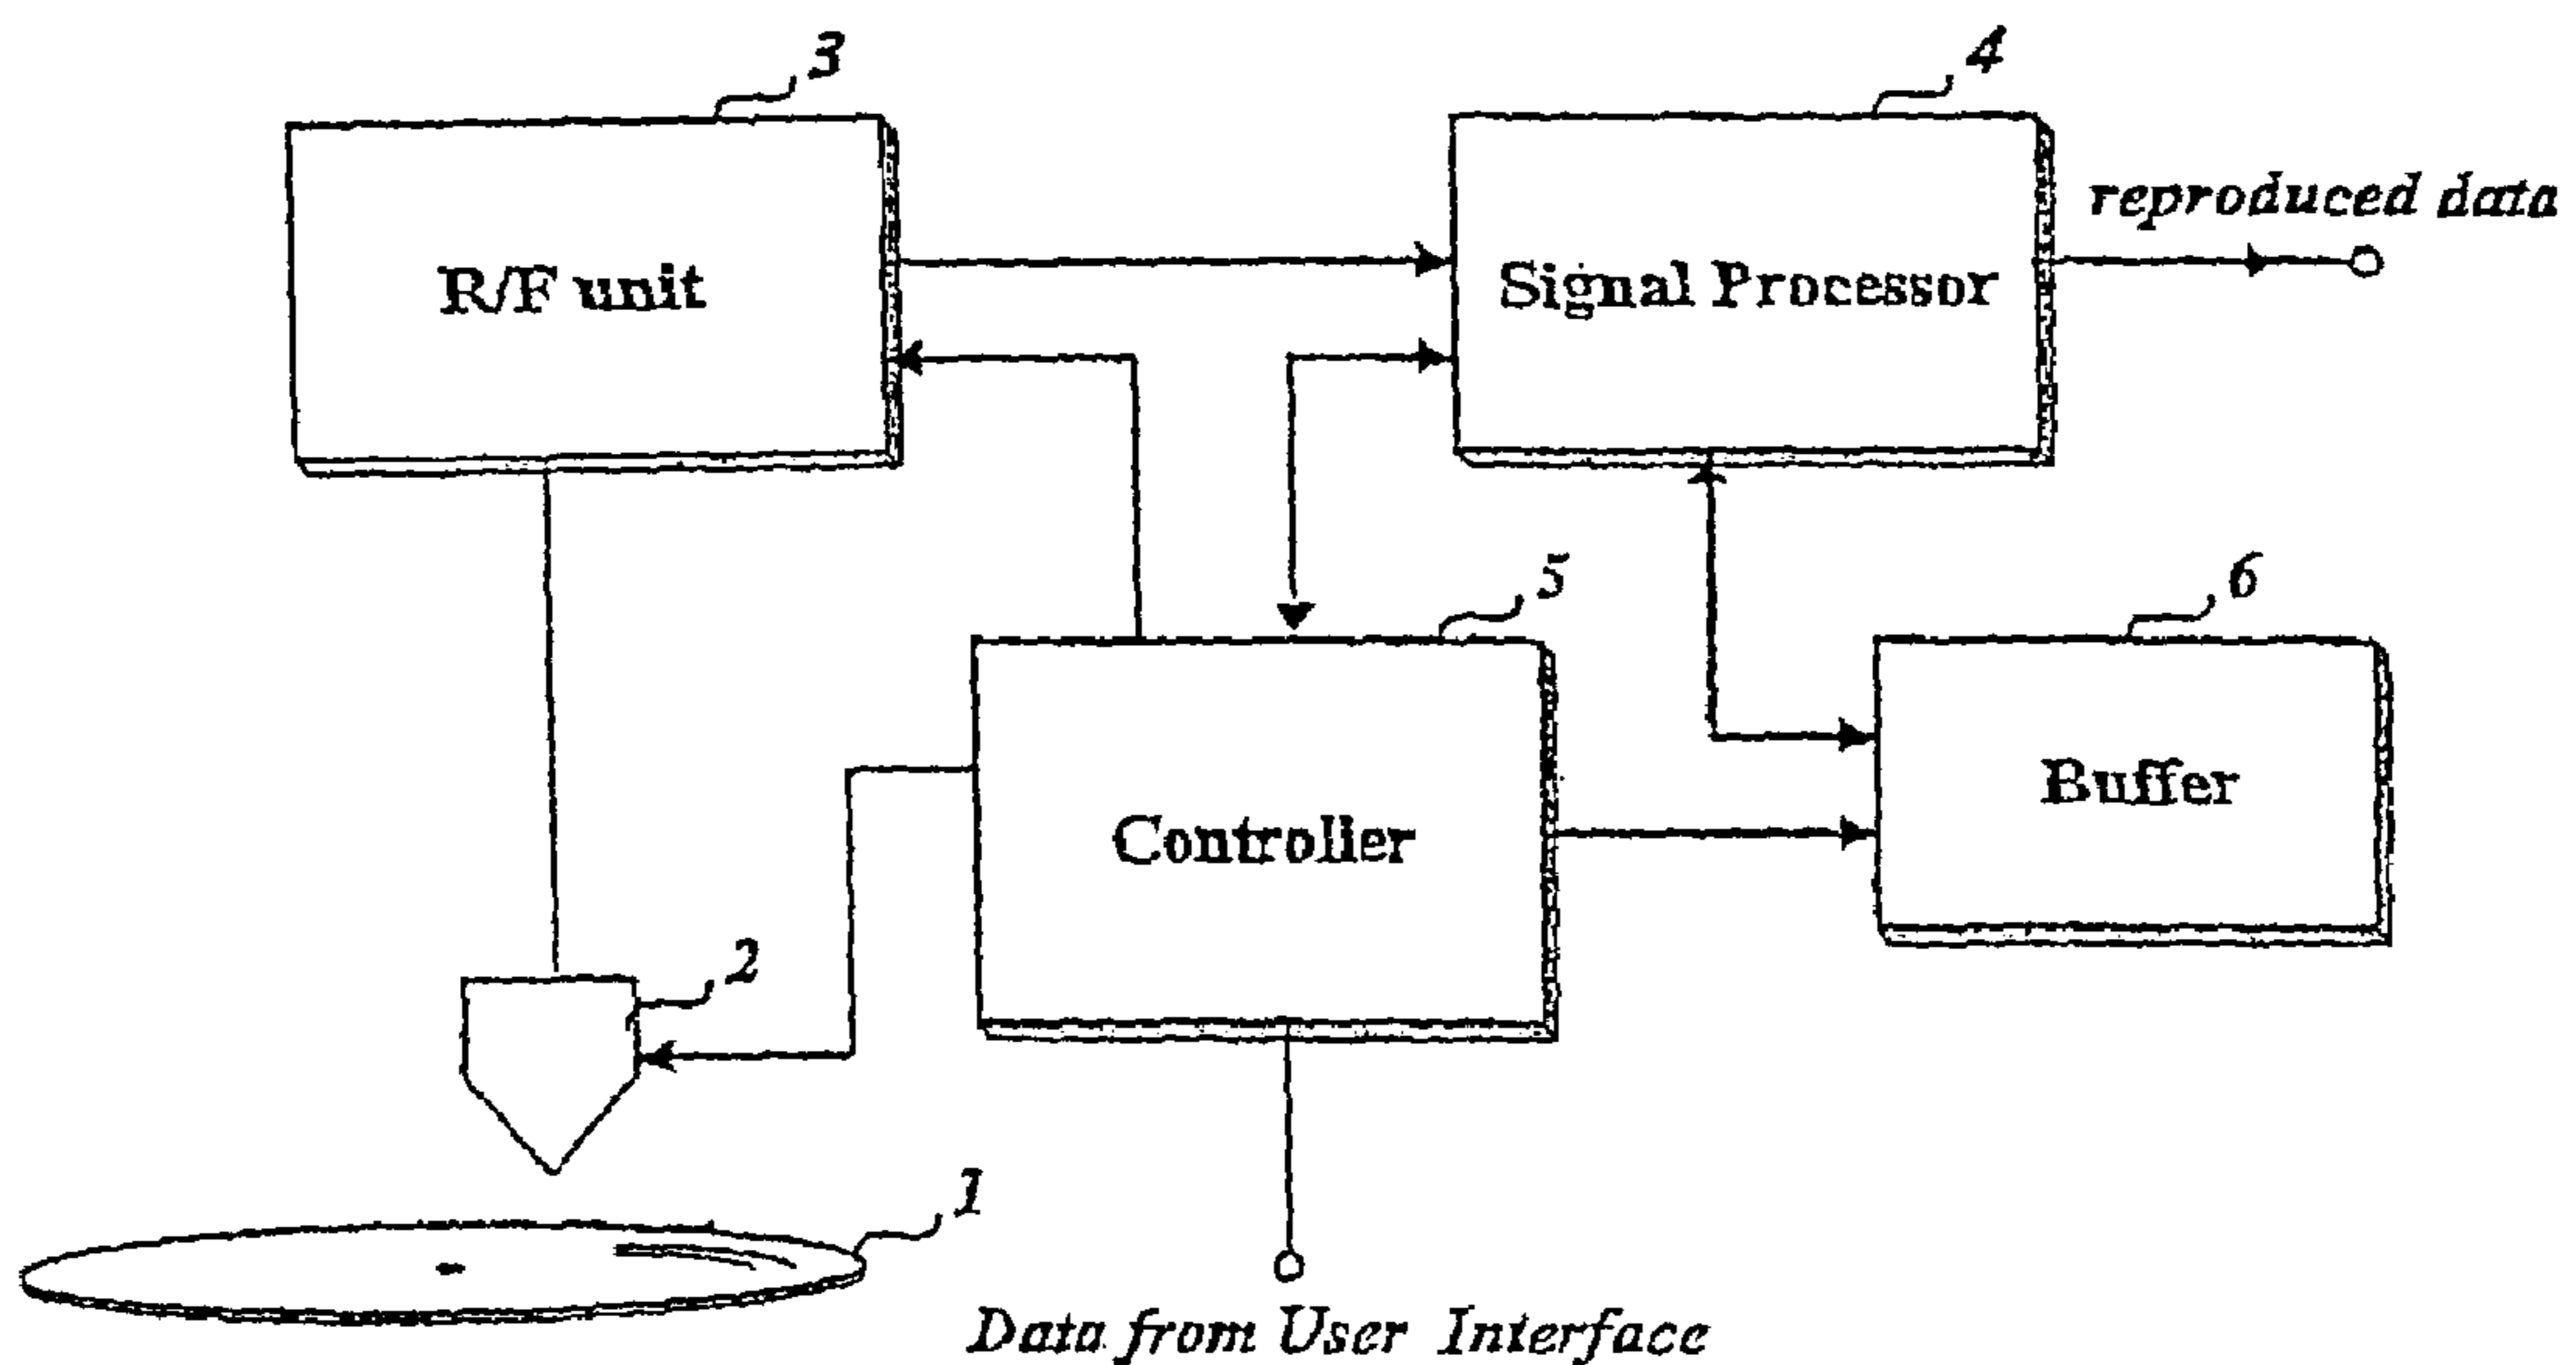 3
4
R/F unit
Signal Processor
reproduced data
5
6
Controller
Buffer
2
1
Data from User Interface